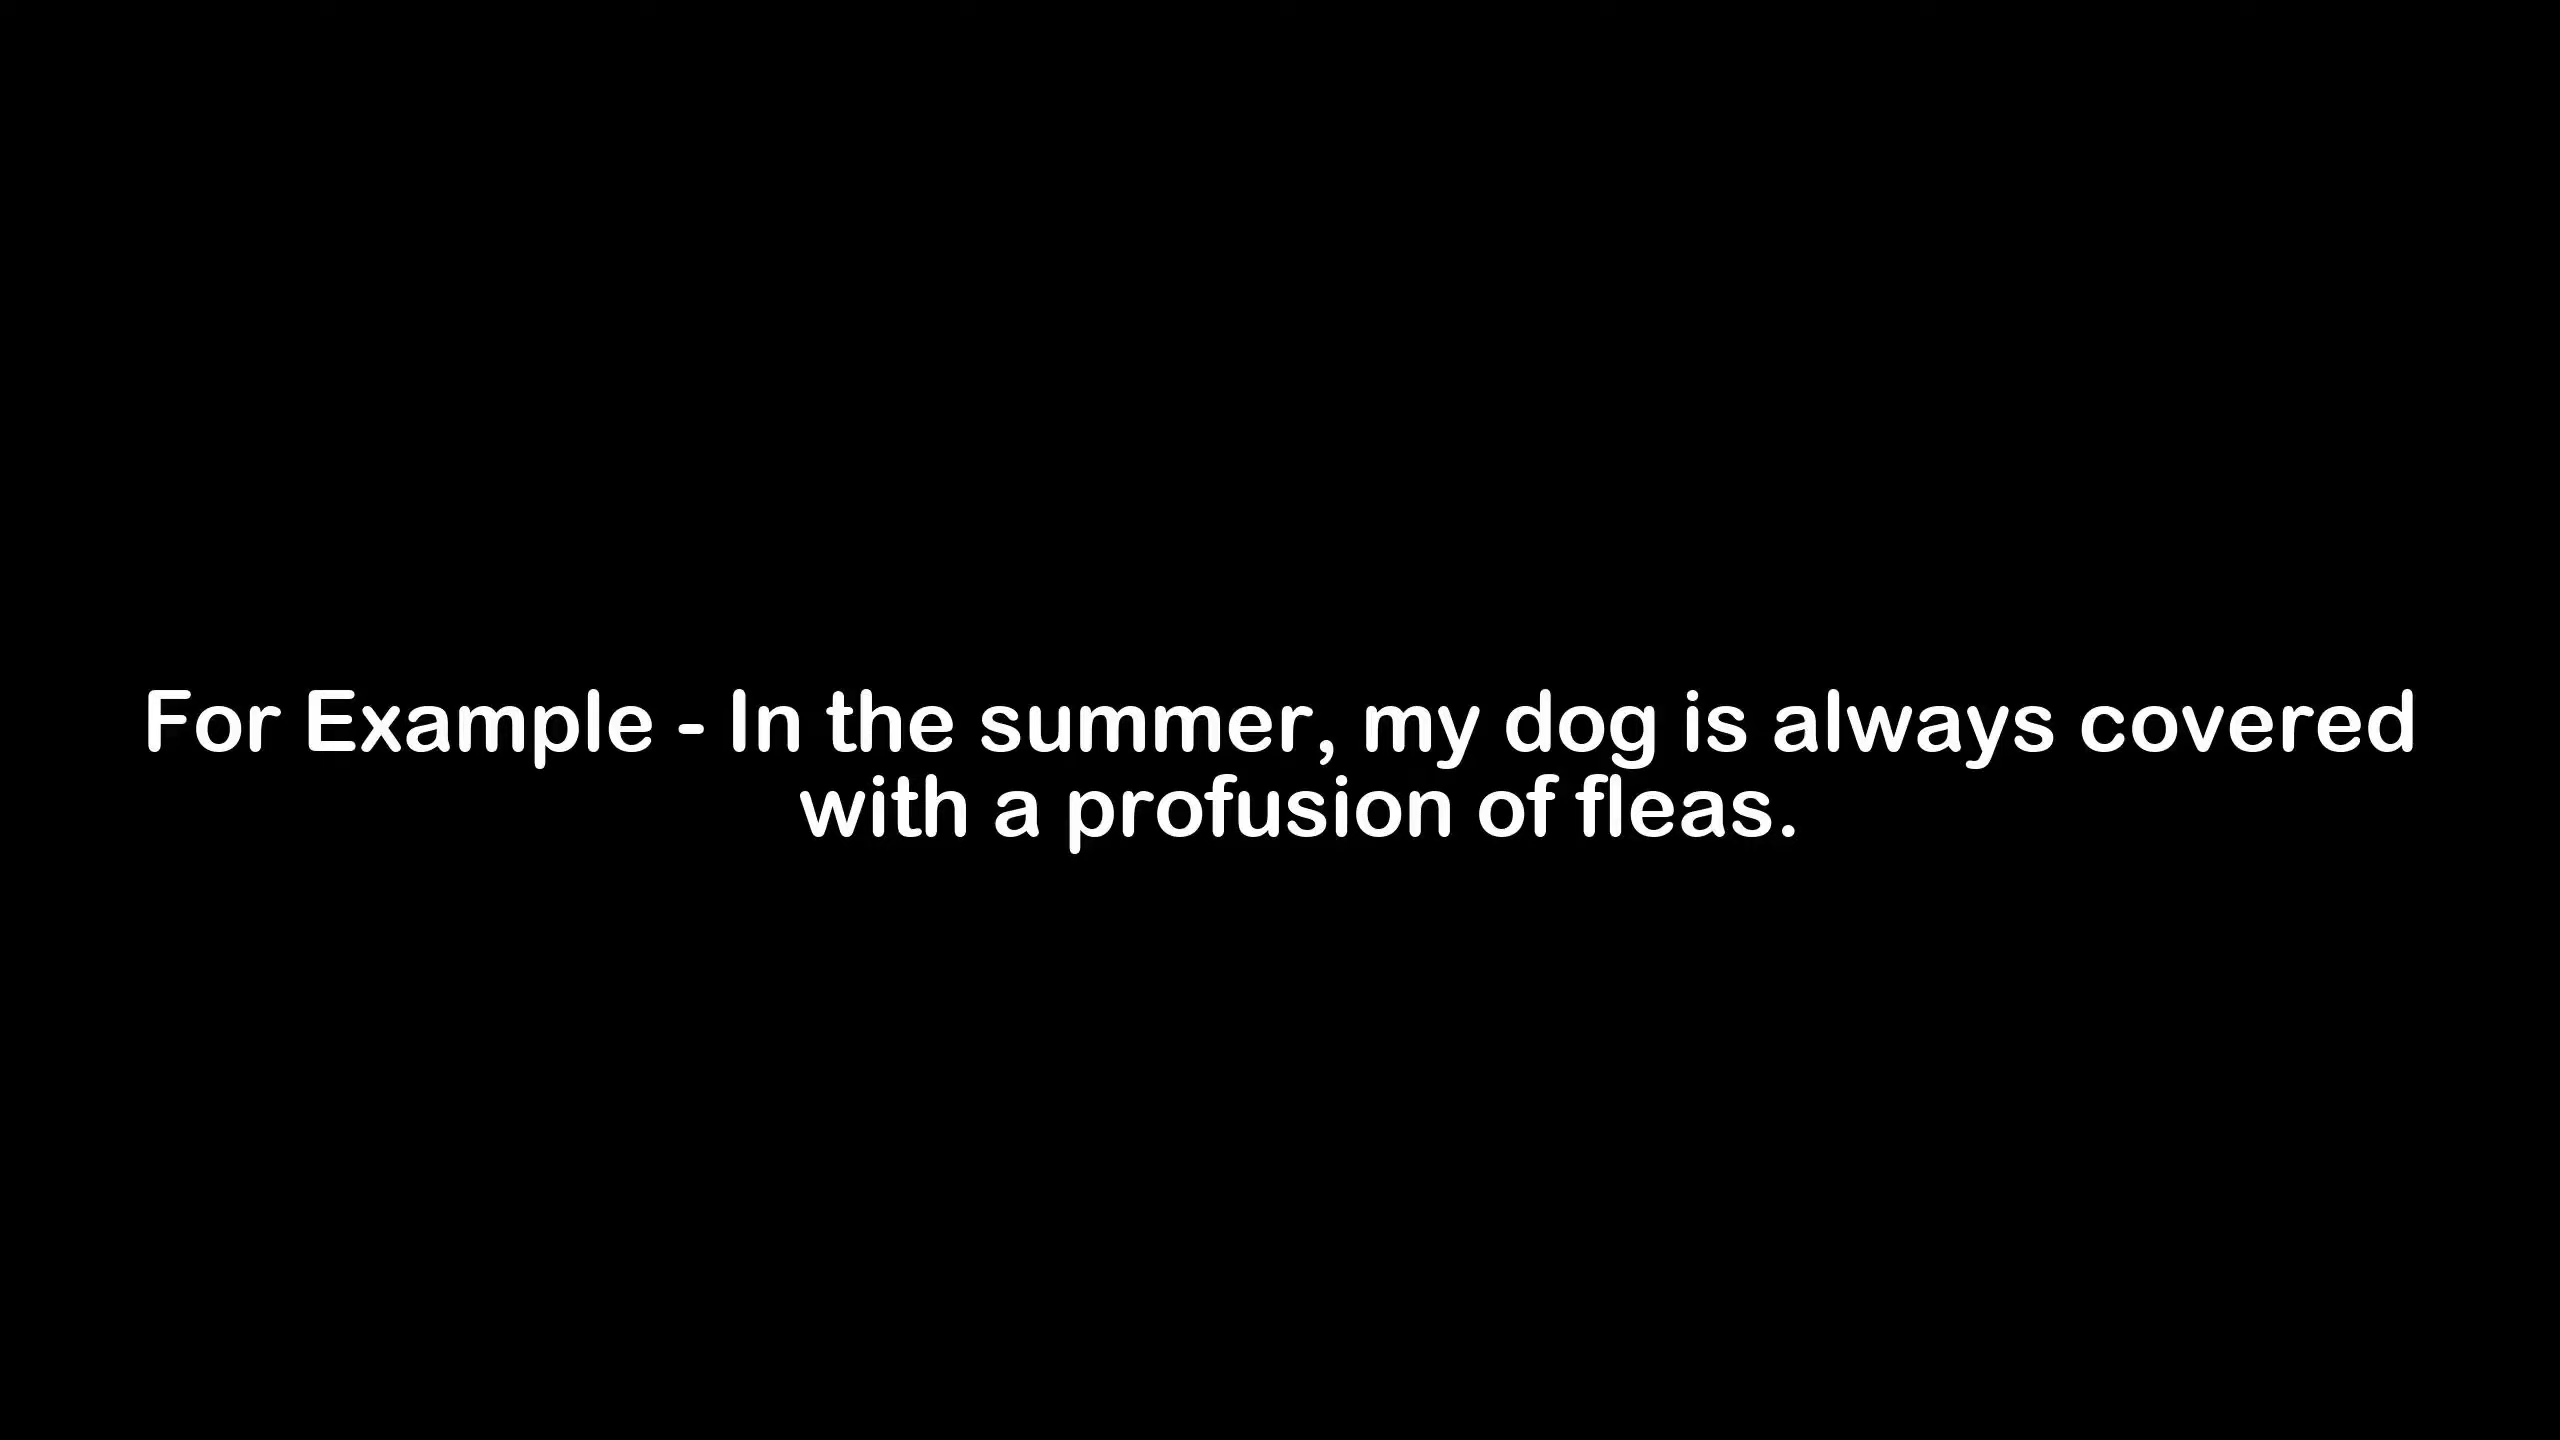 For Example - In the summer, my dog is always covered
with a profusion of fleas.